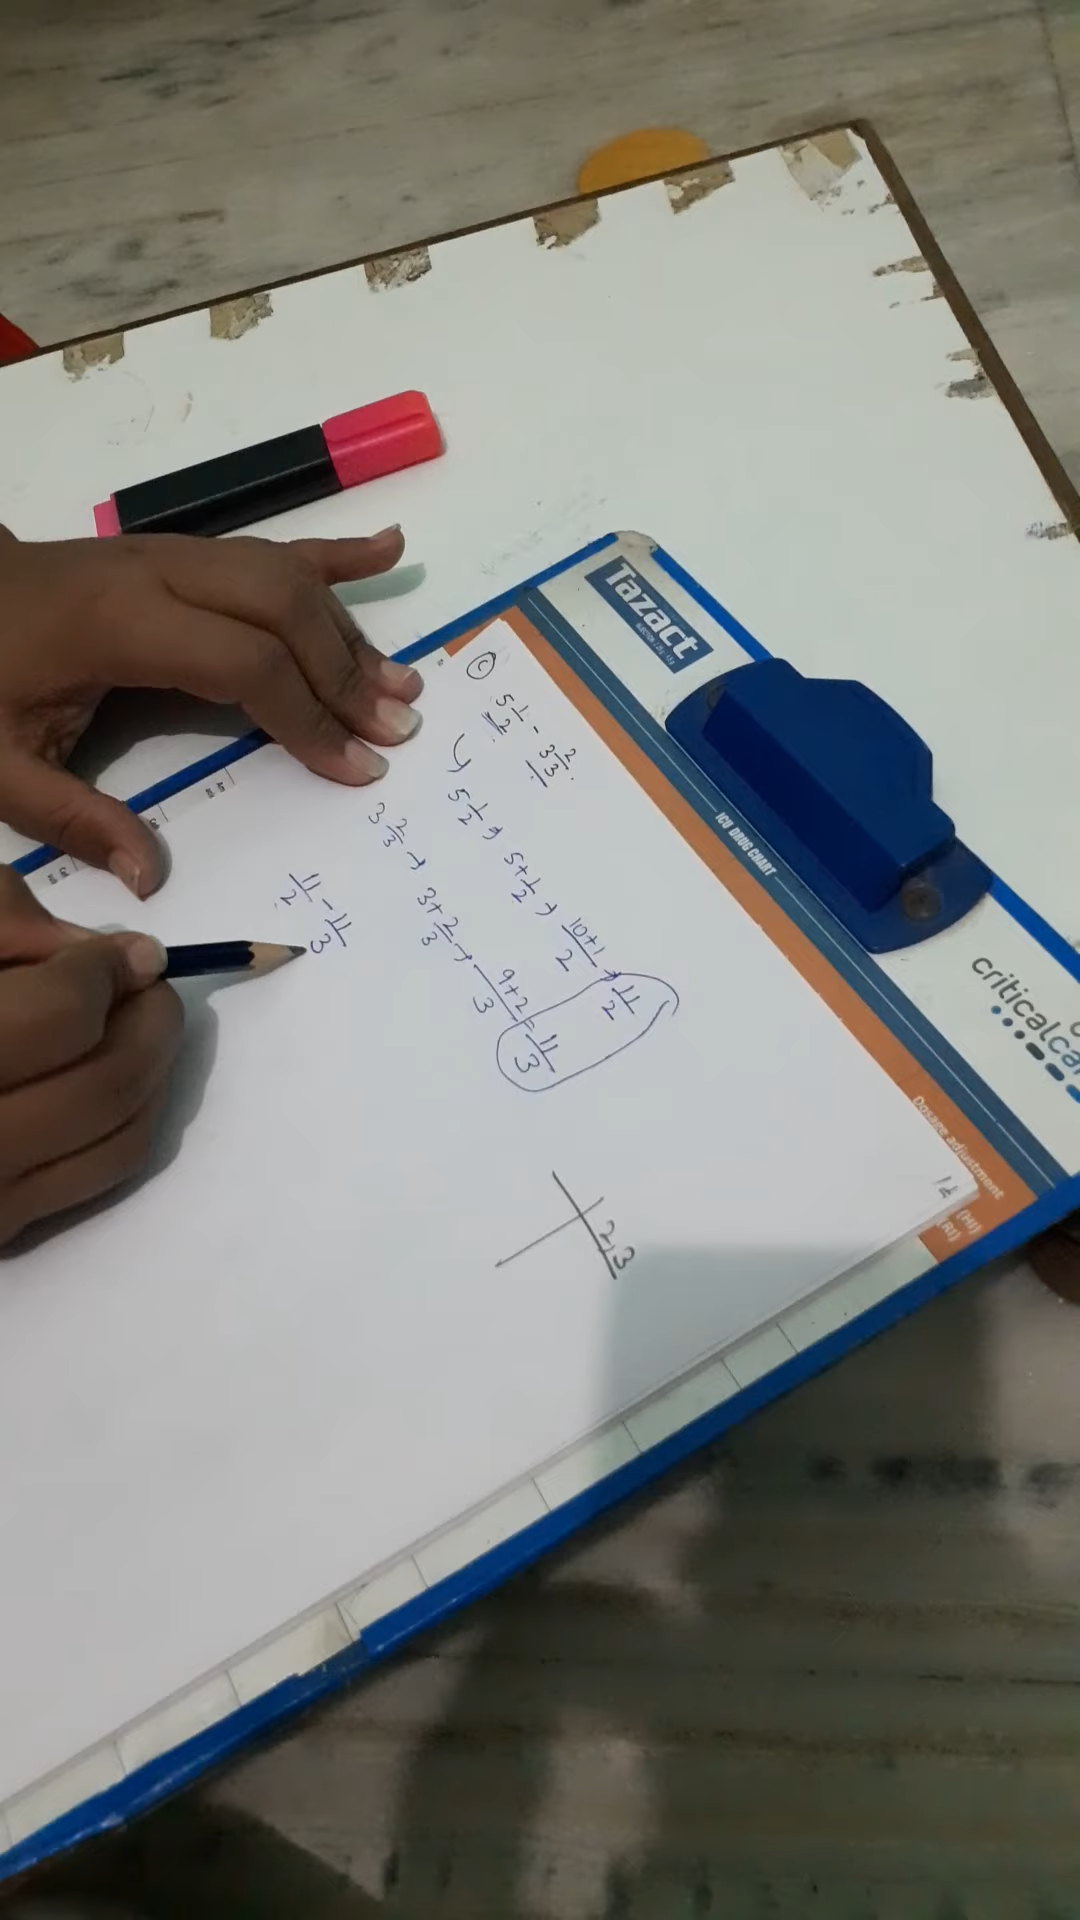 Tazact
ICU DRUG CHART
criticalca
Dosage adjustment
(HI)
(RI)
(c) 5 1/2 - 3 2/3
↳ 5 1/2 → 5+1/2 → 10+1/2 → 11/2
3 2/3 → 3+2/3 → 9+2/3 = 11/3
11/2 - 11/3
2,3